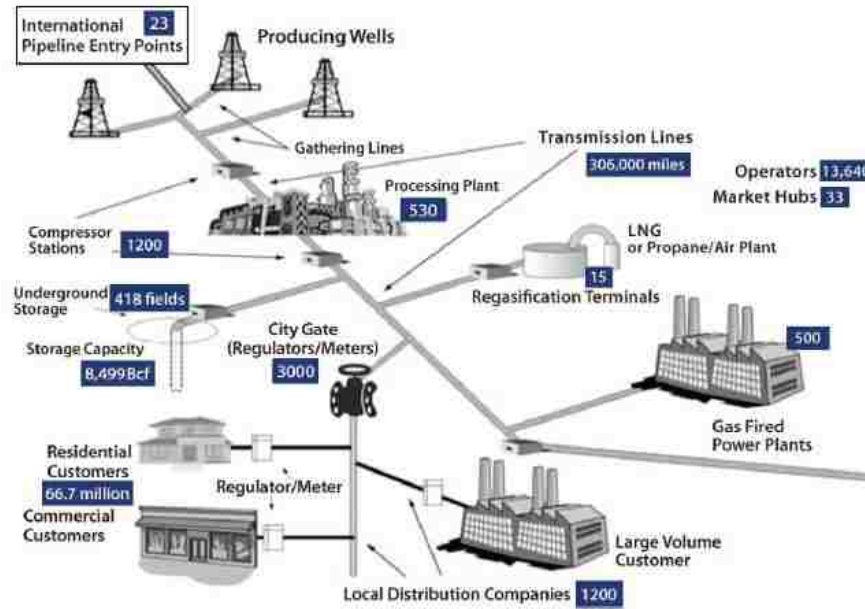 International 23
Pipeline Entry Points
Producing Wells
Gathering Lines
Transmission Lines
306,000 miles
Operators 13,640
Market Hubs 33
Processing Plant
530
Compressor
Stations 1200
LNG
or Propane/Air Plant
15
Regasification Terminals
Underground 418 fields
Storage
Storage Capacity
8,499Bcf
City Gate
(Regulators/Meters)
3000
500
Gas Fired
Power Plants
Residential
Customers
66.7 million
Regulator/Meter
Commercial
Customers
Large Volume
Customer
Local Distribution Companies 1200